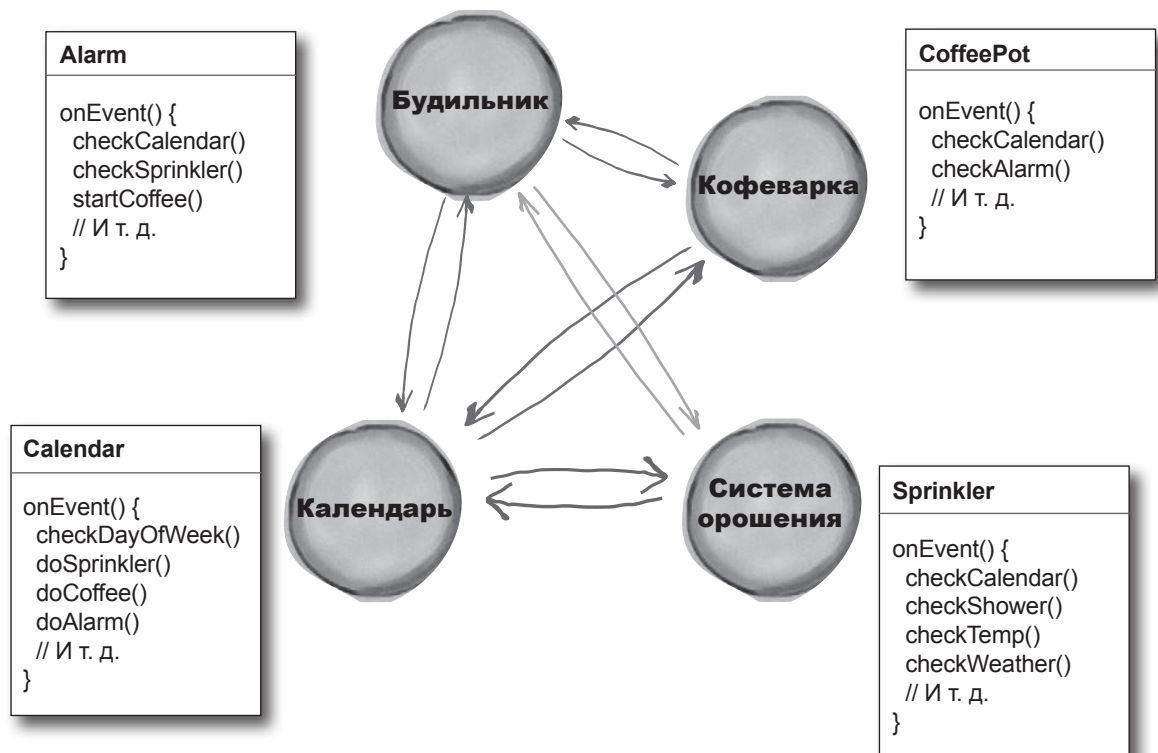 Alarm
onEvent() {
checkCalendar()
checkSprinkler()
startCoffee()
// И т. д.
}
Будильник
CoffeePot
onEvent() {
checkCalendar()
checkAlarm()
// И т. д.
}
Кофеварка
Calendar
onEvent() {
checkDayOfWeek()
doSprinkler()
doCoffee()
doAlarm()
// И т. д.
}
Календарь
Система
орошения
Sprinkler
onEvent() {
checkCalendar()
checkShower()
checkTemp()
checkWeather()
// И т. д.
}